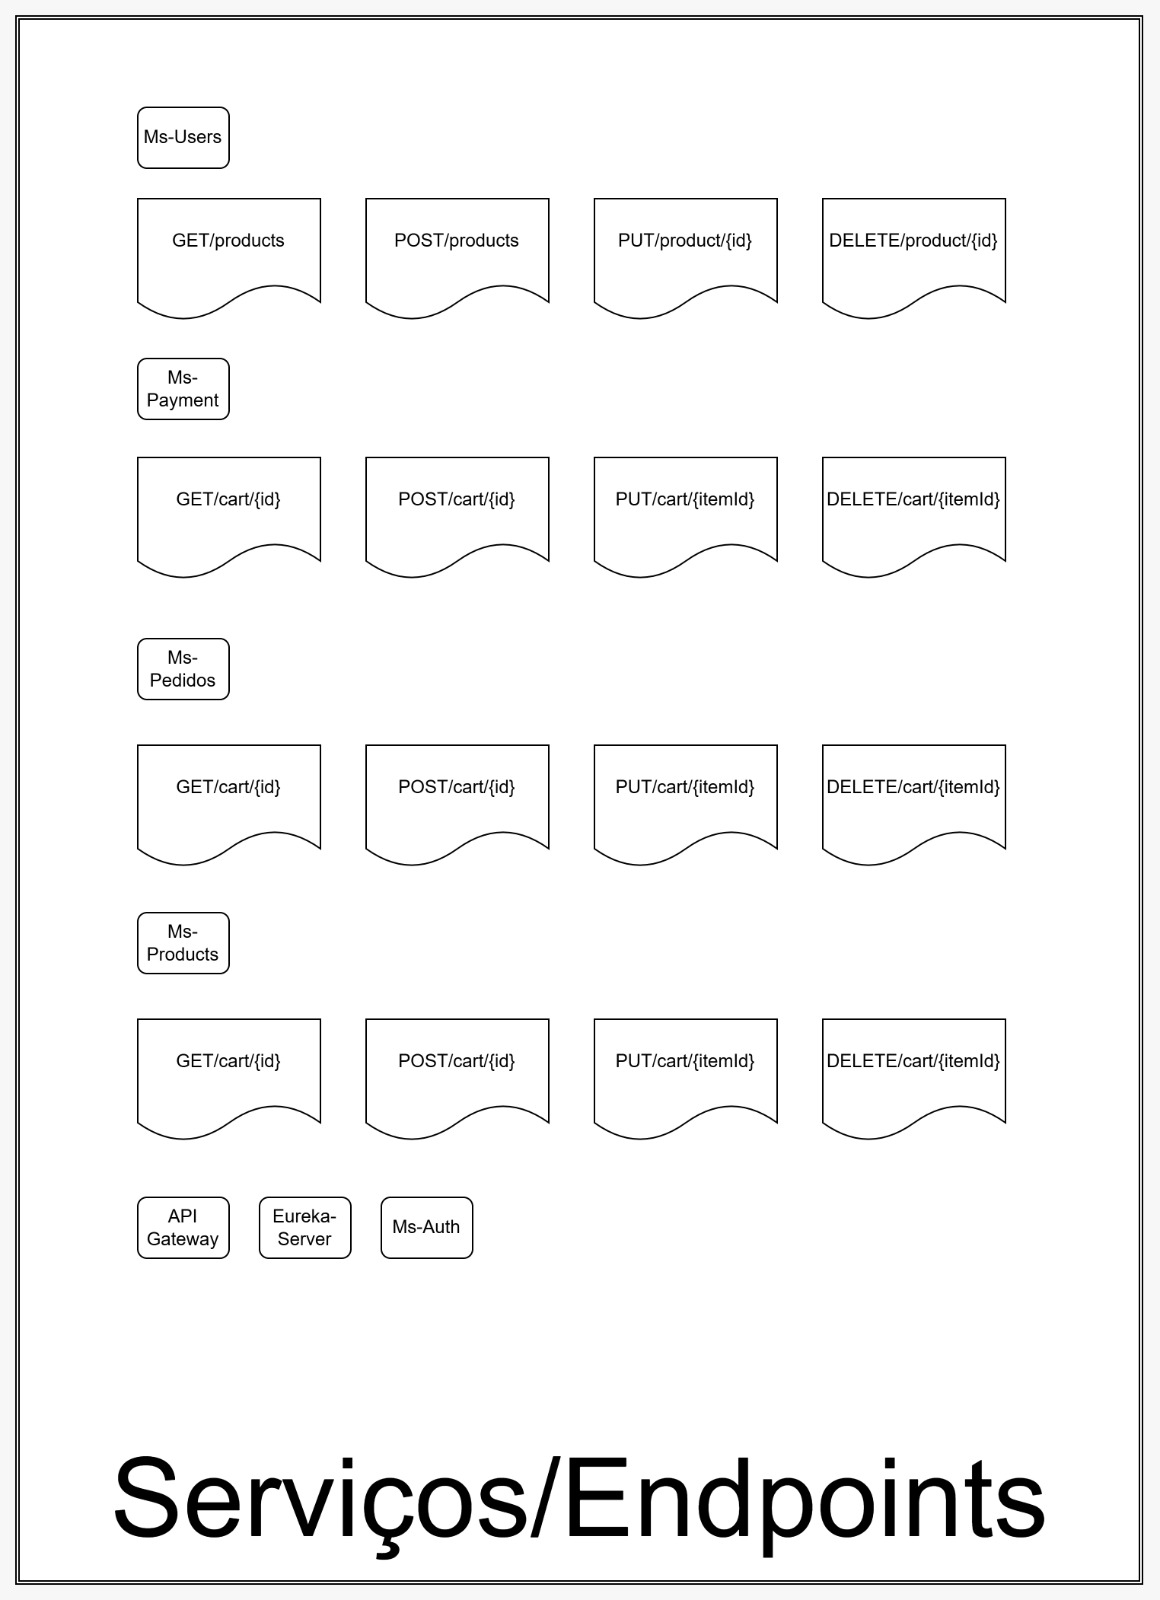 Ms-Users
GET/products
POST/products
PUT/product/{id}
DELETE/product/{id}
Ms-
Payment
GET/cart/{id}
POST/cart/{id}
PUT/cart/{itemId}
DELETE/cart/{itemId}
Ms-
Pedidos
GET/cart/{id}
POST/cart/{id}
PUT/cart/{itemId}
DELETE/cart/{itemId}
Ms-
Products
GET/cart/{id}
POST/cart/{id}
PUT/cart/{itemId}
DELETE/cart/{itemId}
API
Gateway
Eureka-
Server
Ms-Auth
Serviços/Endpoints